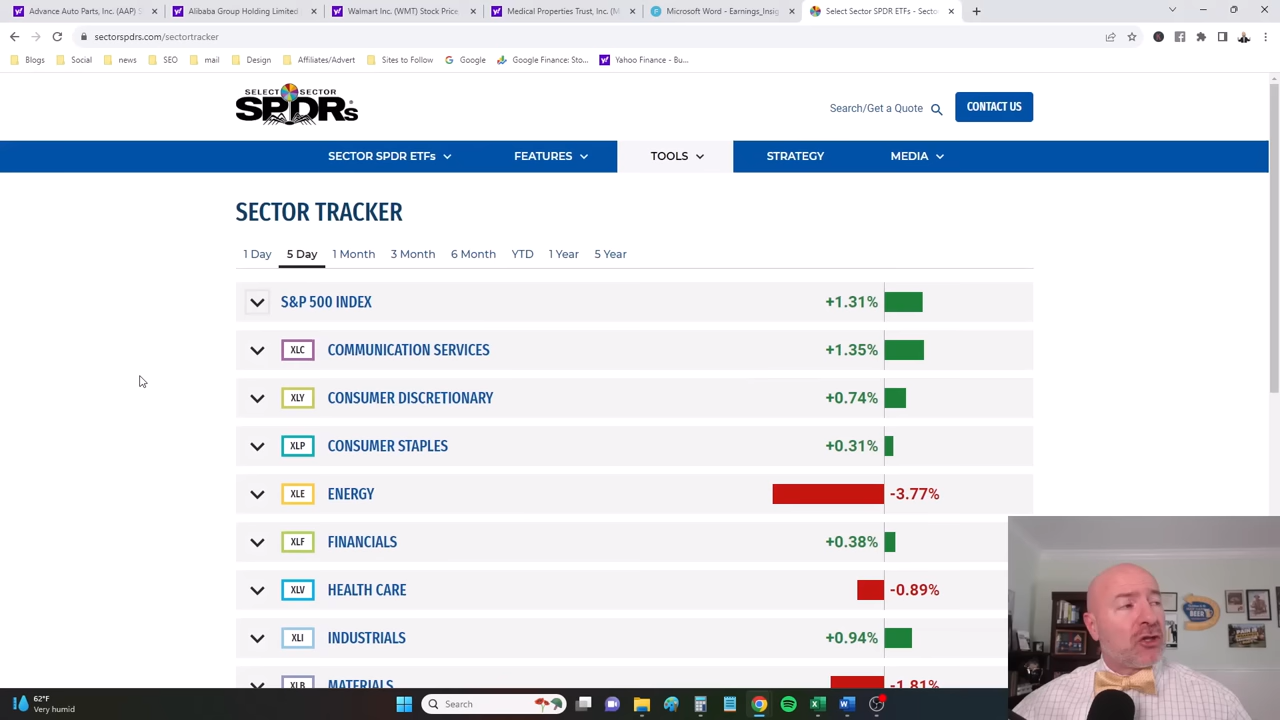 Advance Auto Parts, Inc. (AAP) S
Alibaba Group Holding Limited
Walmart Inc. (WMT) Stock Price
Medical Properties Trust, Inc. (M
Microsoft Word - Earnings_Insig
Select Sector SPDR ETFs - Secto
sectorspdrs.com/sectortracker
Blogs
Social
news
SEO
mail
Design
Affiliates/Advert
Sites to Follow
Google
Google Finance: Sto...
Yahoo Finance - Bu...
SELECT SECTOR
SPDRs
Search/Get a Quote
CONTACT US
SECTOR SPDR ETFs
FEATURES
TOOLS
STRATEGY
MEDIA
SECTOR TRACKER
1 Day
5 Day
1 Month
3 Month
6 Month
YTD
1 Year
5 Year
S&P 500 INDEX
+1.31%
XLC COMMUNICATION SERVICES
+1.35%
XLY CONSUMER DISCRETIONARY
+0.74%
XLP CONSUMER STAPLES
+0.31%
XLE ENERGY
-3.77%
XLF FINANCIALS
+0.38%
XLV HEALTH CARE
-0.89%
XLI INDUSTRIALS
+0.94%
XLB MATERIALS
-1.81%
62°F
Very humid
Search